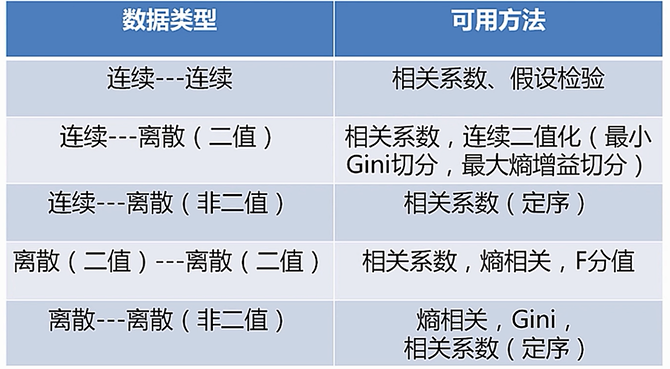 数据类型 可用方法
连续---连续 相关系数、假设检验
连续---离散（二值） 相关系数，连续二值化（最小
Gini切分，最大熵增益切分）
连续---离散（非二值） 相关系数（定序）
离散（二值）---离散（二值） 相关系数，熵相关，F分值
离散---离散（非二值） 熵相关，Gini，
相关系数（定序）